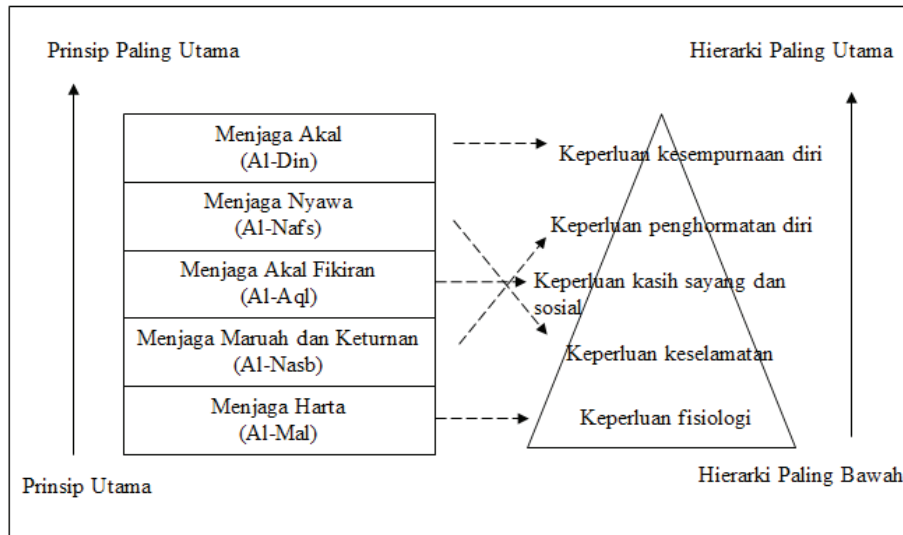 Prinsip Paling Utama
Hierarki Paling Utama
Menjaga Akal
(Al-Din)
Menjaga Nyawa
(Al-Nafs)
Menjaga Akal Fikiran
(Al-Aql)
Menjaga Maruah dan Keturnan
(Al-Nasb)
Menjaga Harta
(Al-Mal)
Keperluan kesempurnaan diri
Keperluan penghormatan diri
Keperluan kasih sayang dan
sosial
Keperluan keselamatan
Keperluan fisiologi
Prinsip Utama
Hierarki Paling Bawah